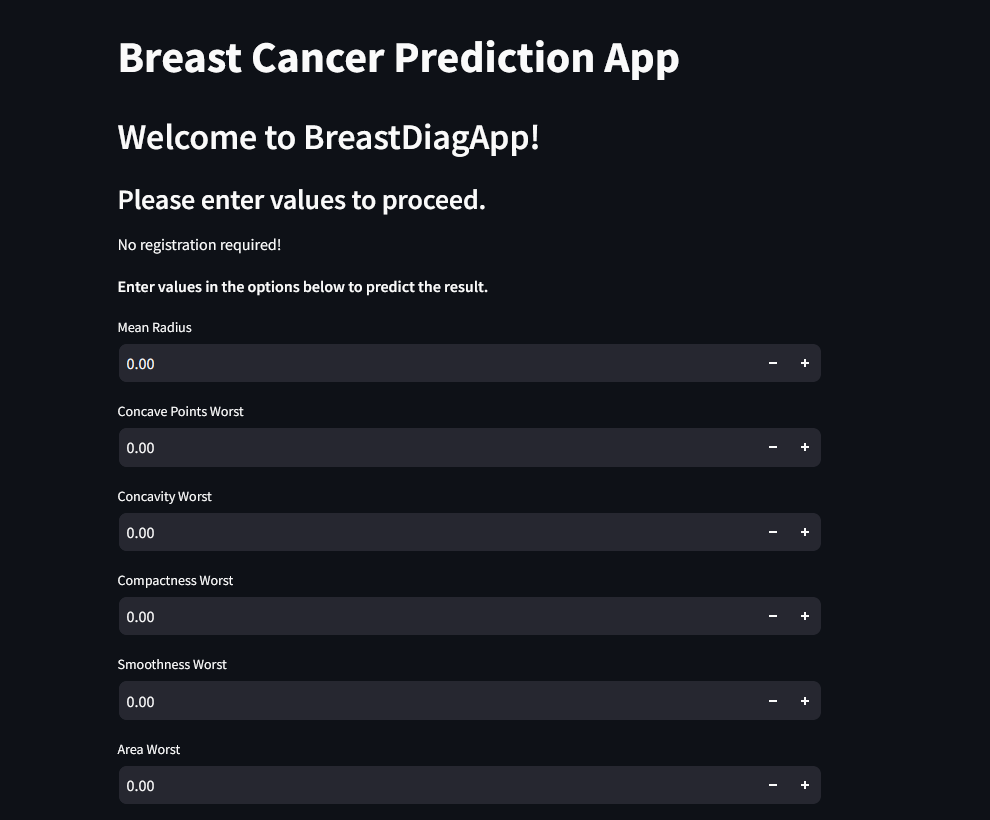 Breast Cancer Prediction App
Welcome to BreastDiagApp!
Please enter values to proceed.
No registration required!
Enter values in the options below to predict the result.
Mean Radius
0.00
Concave Points Worst
0.00
Concavity Worst
0.00
Compactness Worst
0.00
Smoothness Worst
0.00
Area Worst
0.00